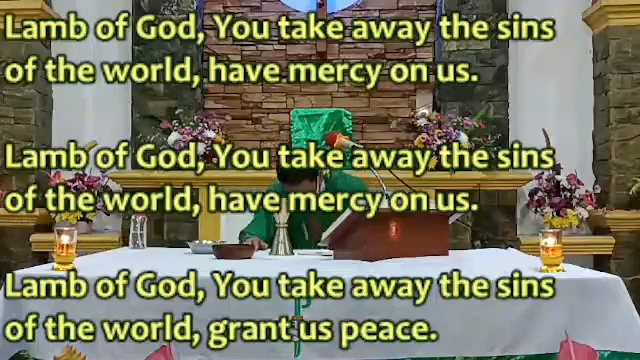 Lamb of God, You take away the sins
of the world, have mercy on us.
Lamb of God, You take away the sins
of the world, have mercy on us.
Lamb of God, You take away the sins
of the world, grant us peace.